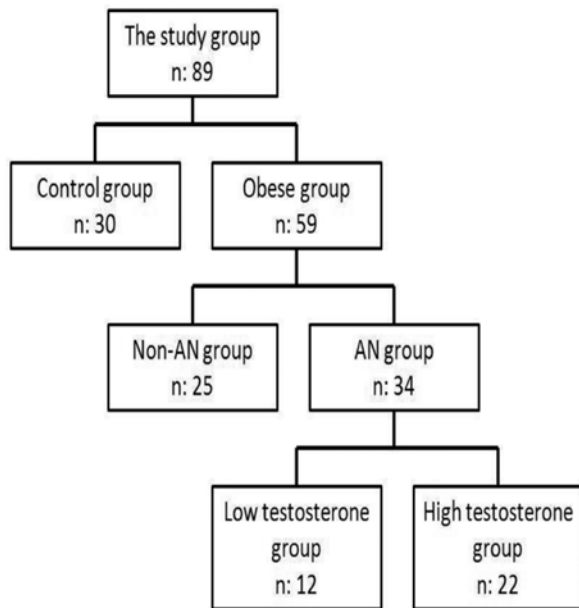 The study group
n: 89
Control group
n: 30
Obese group
n: 59
Non-AN group
n: 25
AN group
n: 34
Low testosterone
group
n: 12
High testosterone
group
n: 22